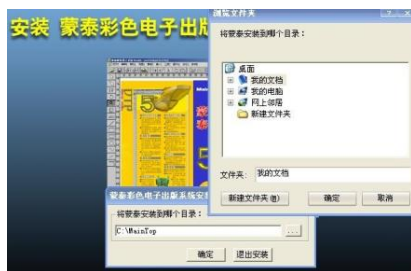 安装 蒙泰彩色电子出版
浏览文件夹
将蒙泰安装到哪个目录：
桌面
我的文档
我的电脑
网上邻居
新建文件夹
文件夹： 我的文档
新建文件夹(N) 确定 取消
蒙泰彩色电子出版系统安装
将蒙泰安装到哪个目录：
C:\MainTop
...
确定 退出安装